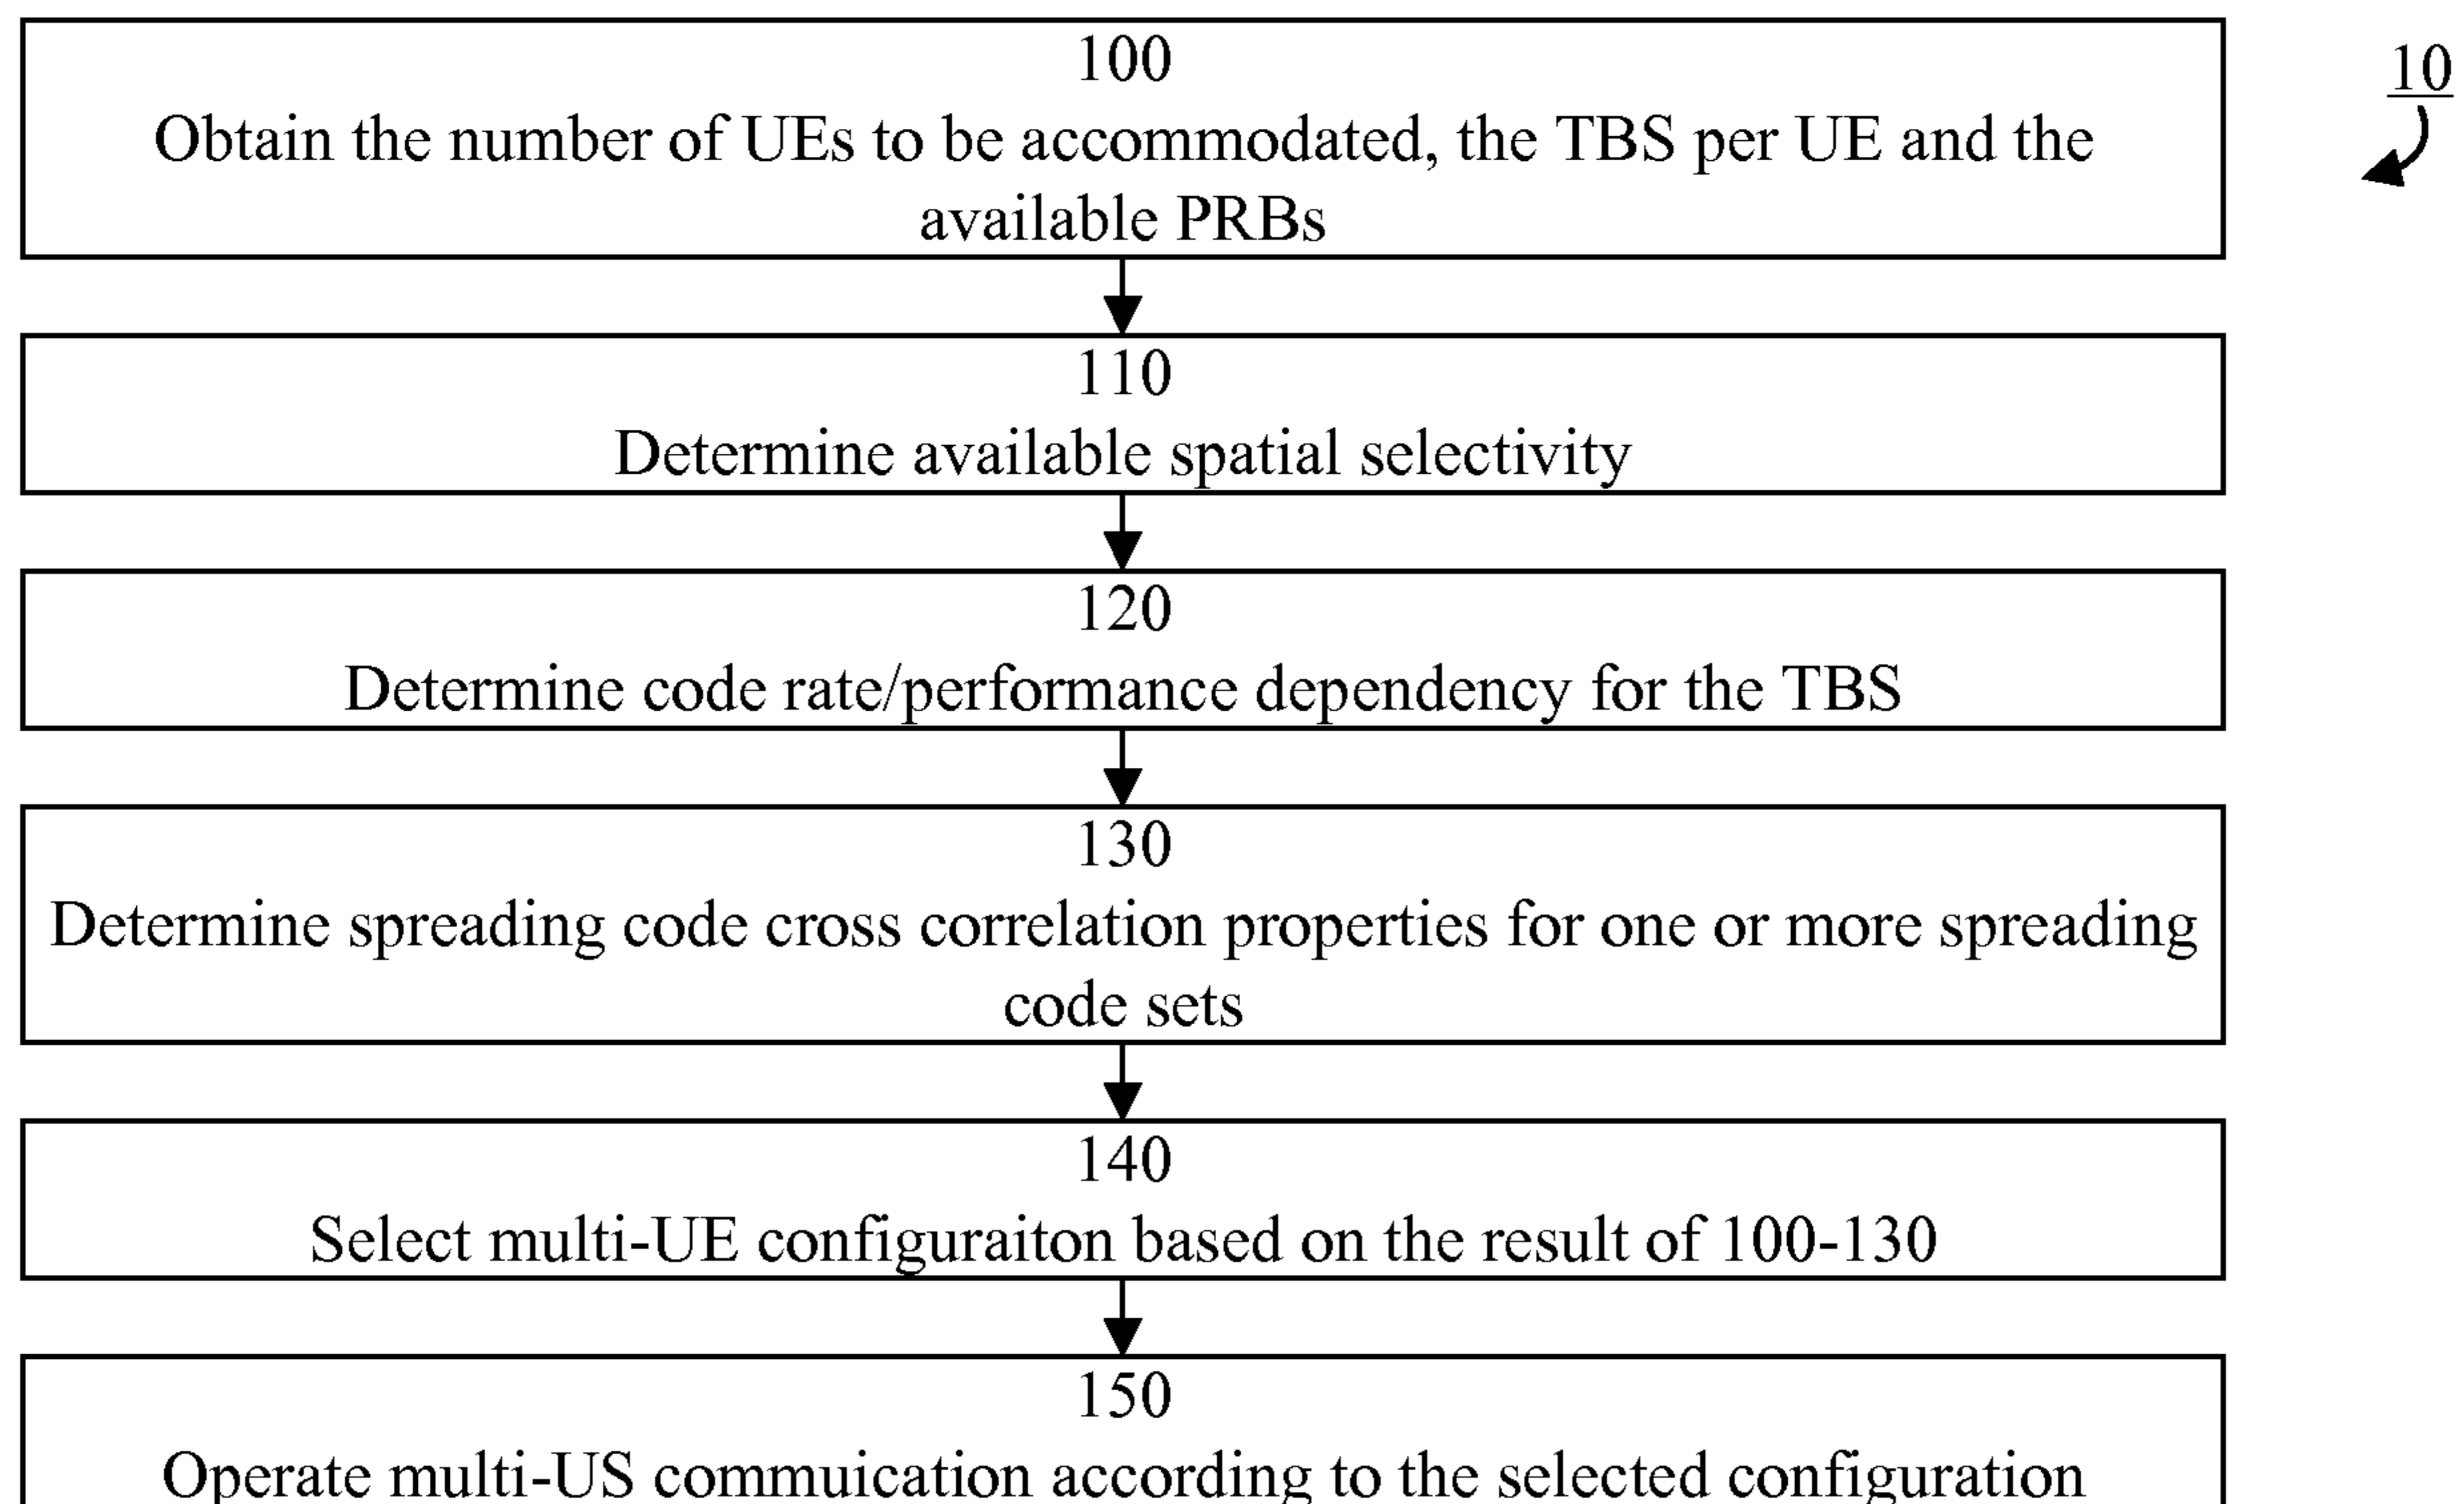 100
10
Obtain the number of UEs to be accommodated, the TBS per UE and the
available PRBs
110
Determine available spatial selectivity
120
Determine code rate/performance dependency for the TBS
130
Determine spreading code cross correlation properties for one or more spreading
code sets
140
Select multi-UE configuraiton based on the result of 100-130
150
Operate multi-US commuication according to the selected configuration